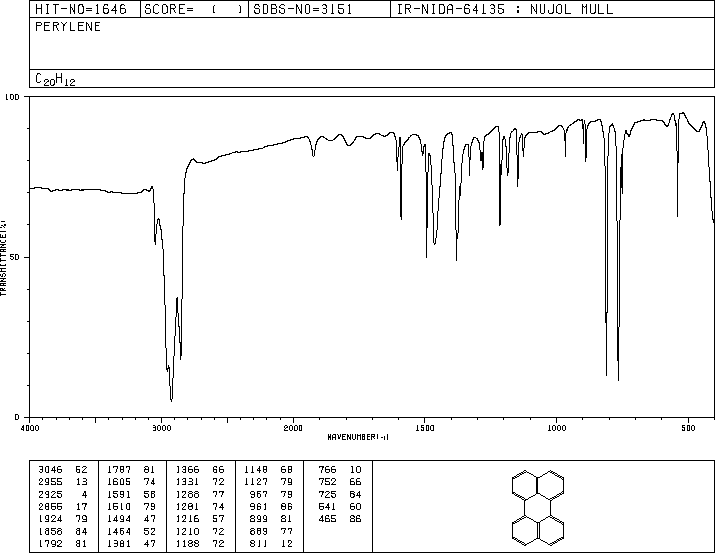 HIT-NO=1646 SCORE= ( ) SDBS-NO=3151 IR-NIDA-64135 : NUJOL MULL
PERYLENE
C20H12
100
50
0
TRANSMITTANCE(%)
4000 3000 2000 1500 1000 500
WAVENUMBER(-1)
3046 52 1787 81 1366 66 1148 68 766 10
2955 13 1605 74 1331 72 1127 79 752 66
2925 4 1591 58 1288 77 967 79 725 84
2855 17 1510 79 1281 74 961 86 541 60
1924 79 1494 47 1216 57 899 81 465 86
1858 84 1464 52 1210 72 889 77
1792 81 1381 47 1188 72 811 12